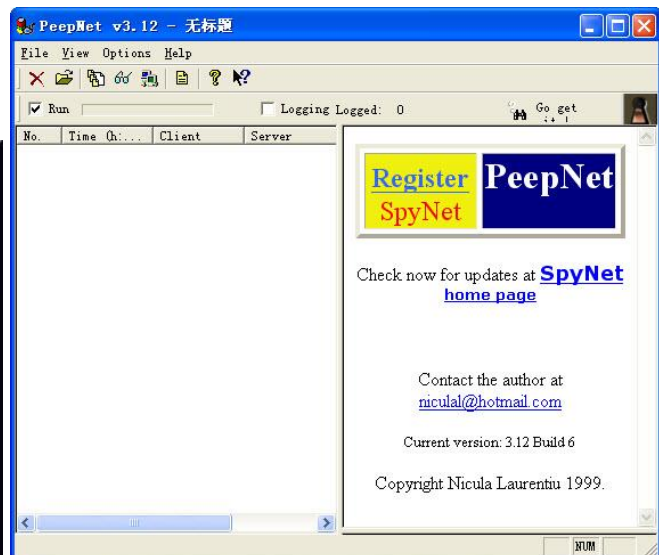 PeepNet v3.12 - 无标题
File View Options Help
Run Logging Logged: 0 Go get
No. Time (h:... Client Server
Register PeepNet
SpyNet
Check now for updates at SpyNet
home page
Contact the author at
niculal@hotmail.com
Current version: 3.12 Build 6
Copyright Nicula Laurentiu 1999.
NUM